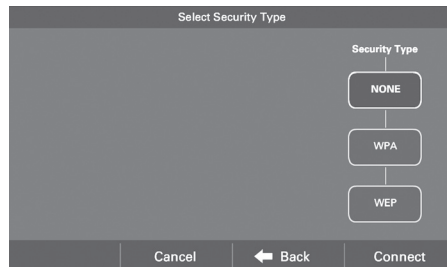 Select Security Type
Security Type
NONE
WPA
WEP
Cancel
Back
Connect